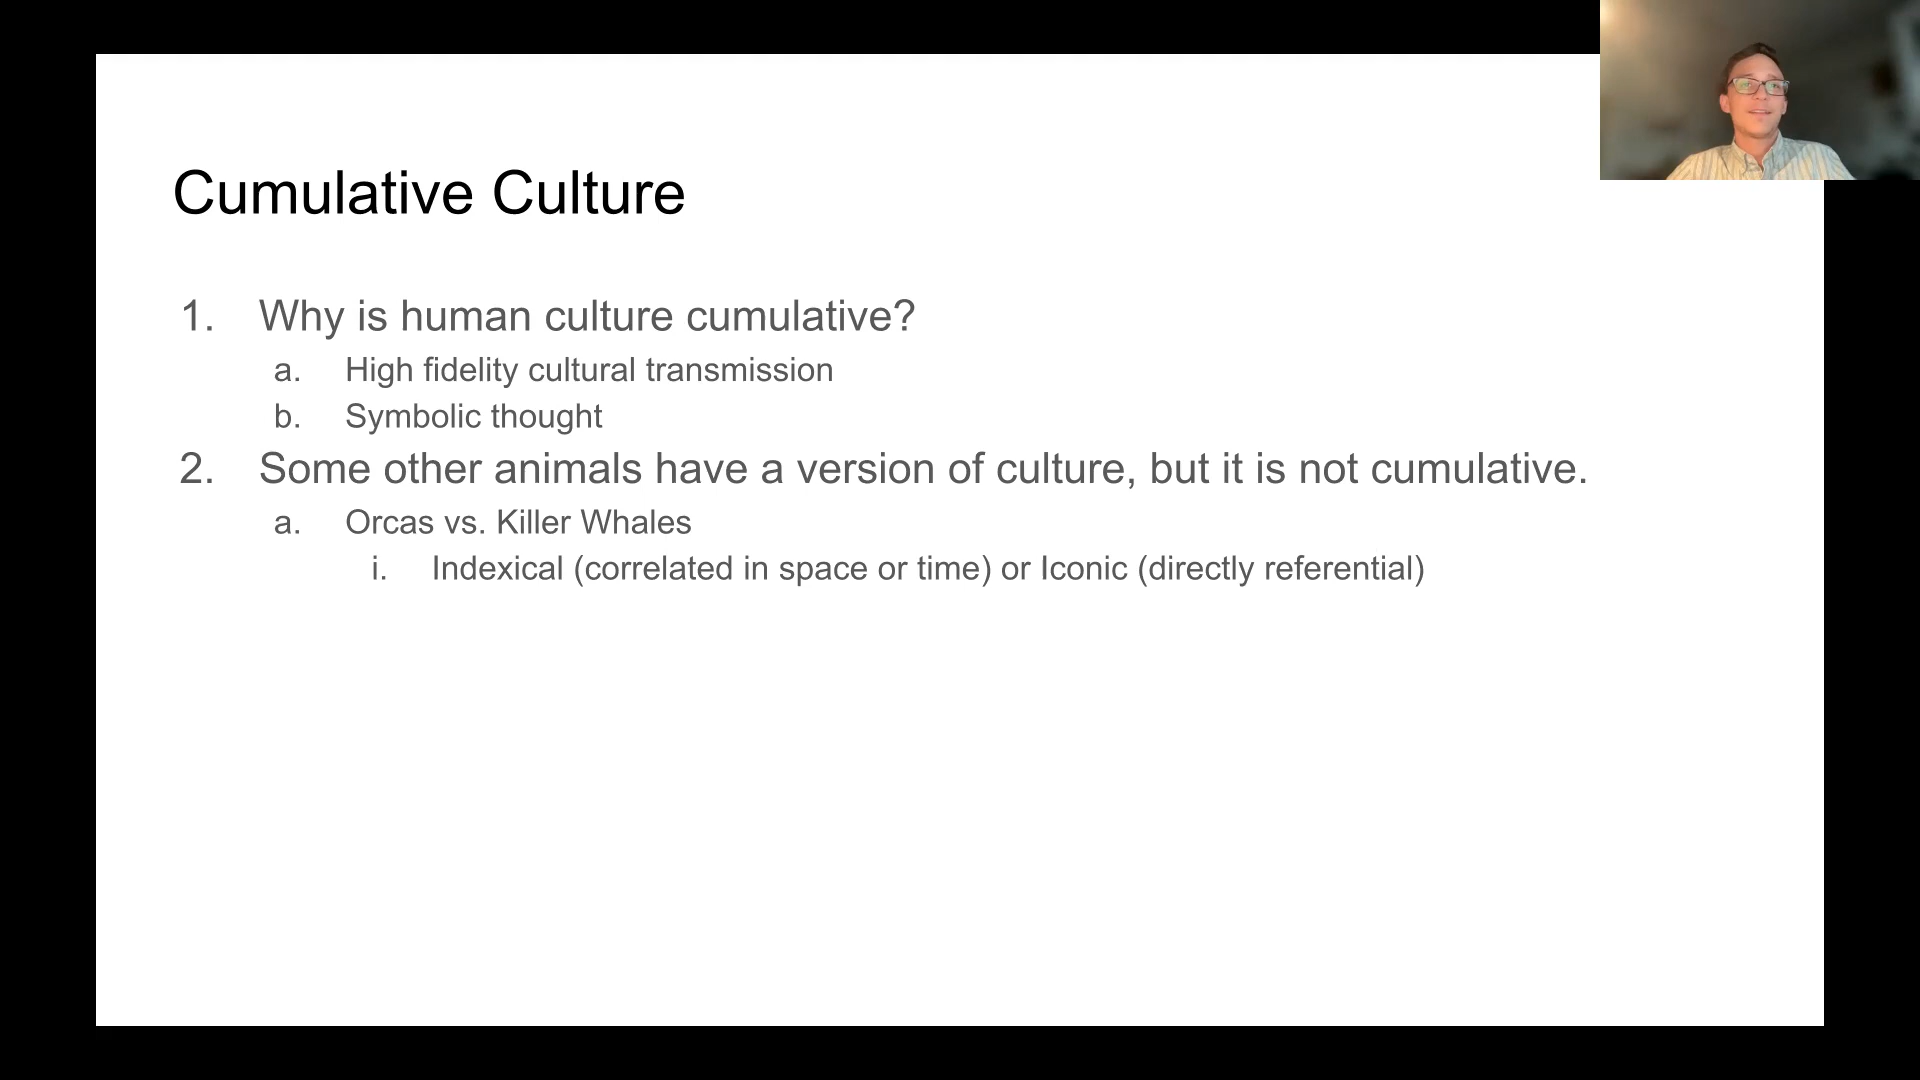 Cumulative Culture
1. Why is human culture cumulative?
a. High fidelity cultural transmission
b. Symbolic thought
2. Some other animals have a version of culture, but it is not cumulative.
a. Orcas vs. Killer Whales
i. Indexical (correlated in space or time) or Iconic (directly referential)